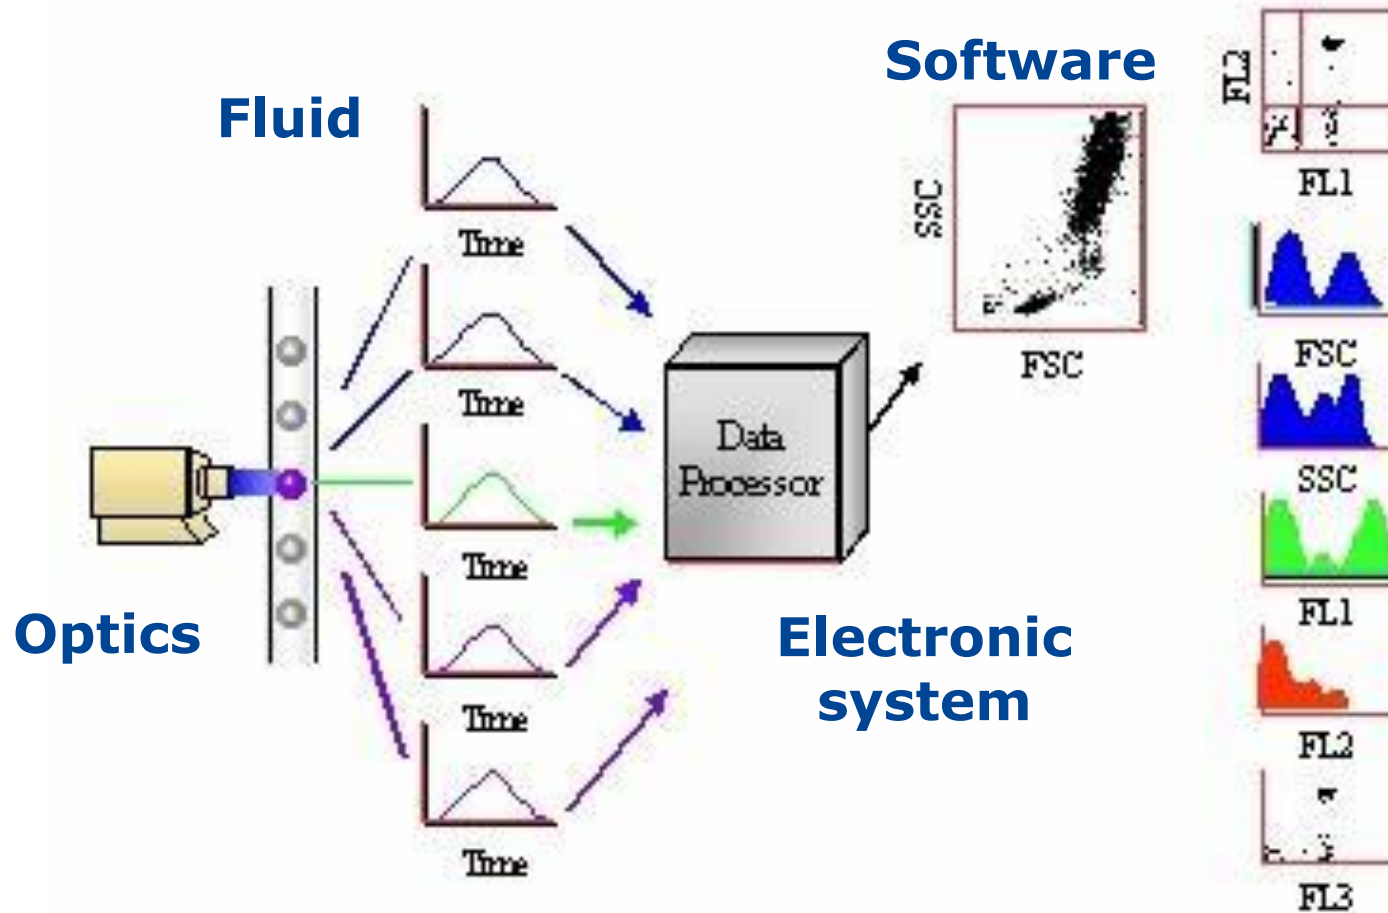 Software
Fluid
FL2
FL1
Time
SSC
FSC
FSC
Time
Data
Processor
SSC
Time
Optics
Electronic
system
FL1
Time
FL2
Time
FL3